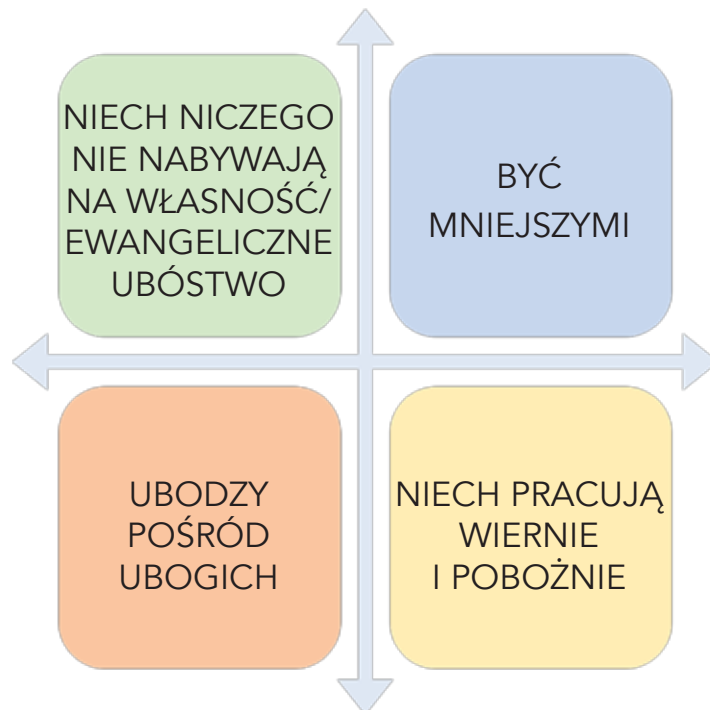 NIECH NICZEGO
NIE NABYWAJĄ
NA WŁASNOŚĆ/
EWANGELICZNE
UBÓSTWO
BYĆ
MNIEJSZYMI
UBODZY
POŚRÓD
UBOGICH
NIECH PRACUJĄ
WIERNIE
I POBOŻNIE